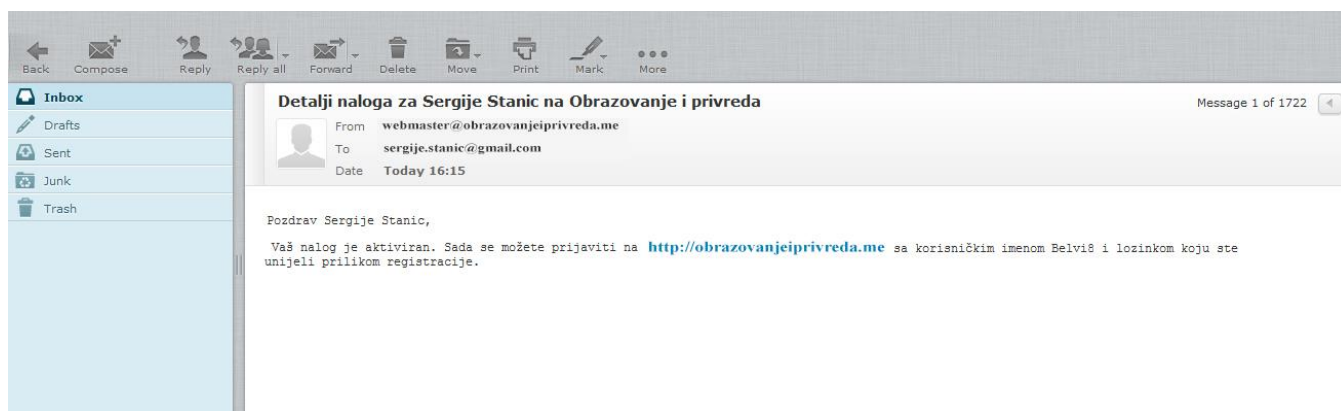 Back Compose Reply Reply all Forward Delete Move Print Mark More
Inbox
Drafts
Sent
Junk
Trash
Detalji naloga za Sergije Stanic na Obrazovanje i privreda
Message 1 of 1722
From webmaster@obrazovanjeiprivreda.me
To sergije.stanic@gmail.com
Date Today 16:15
Pozdrav Sergije Stanic,
Vaš nalog je aktiviran. Sada se možete prijaviti na http://obrazovanjeiprivreda.me sa korisničkim imenom Belvi8 i lozinkom koju ste
unijeli prilikom registracije.